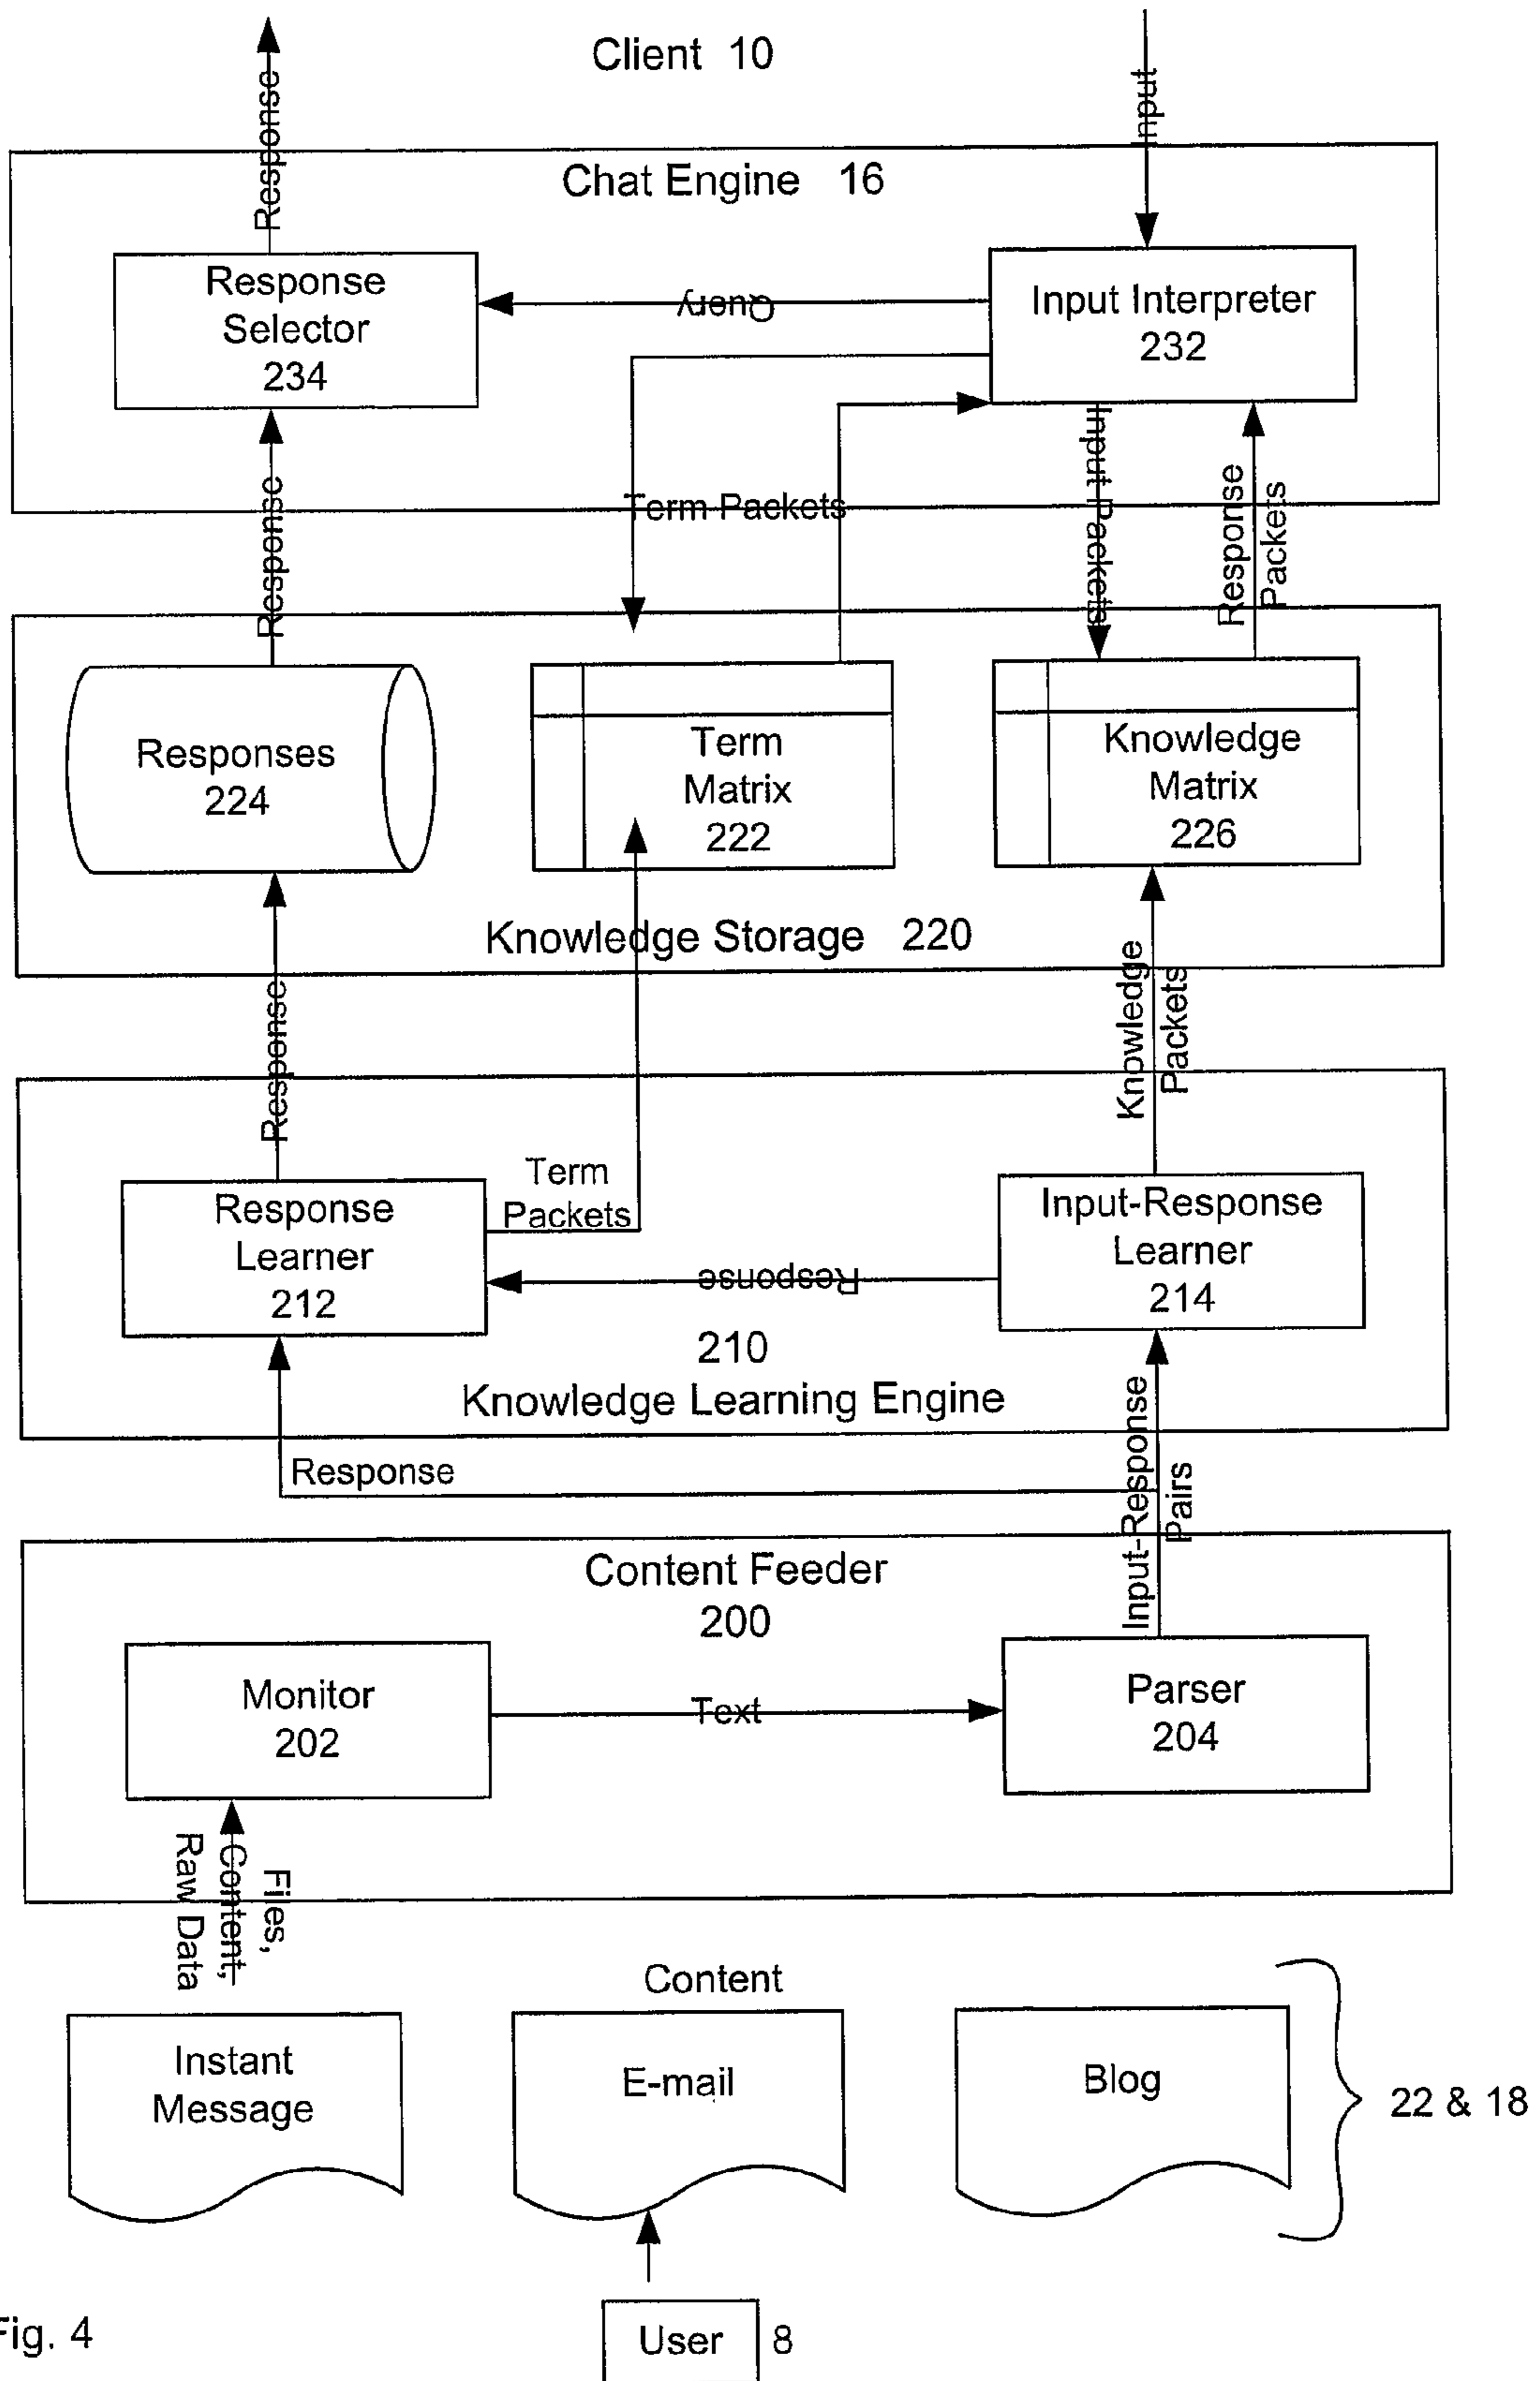 Client 10
Response
Input
Chat Engine 16
Response
Selector
234
Query
Input Interpreter
232
Response
Term Packets
Input Packets
Response
Packets
Responses
224
Term
Matrix
222
Knowledge
Matrix
226
Knowledge Storage 220
Response
Knowledge
Packets
Term
Packets
Response
Learner
212
Response
Input-Response
Learner
214
210
Knowledge Learning Engine
Response
Input-Response
Pairs
Content Feeder
200
Monitor
202
Text
Parser
204
Files,
Content,
Raw Data
Content
Instant
Message
E-mail
Blog
22 & 18
User 8
Fig. 4